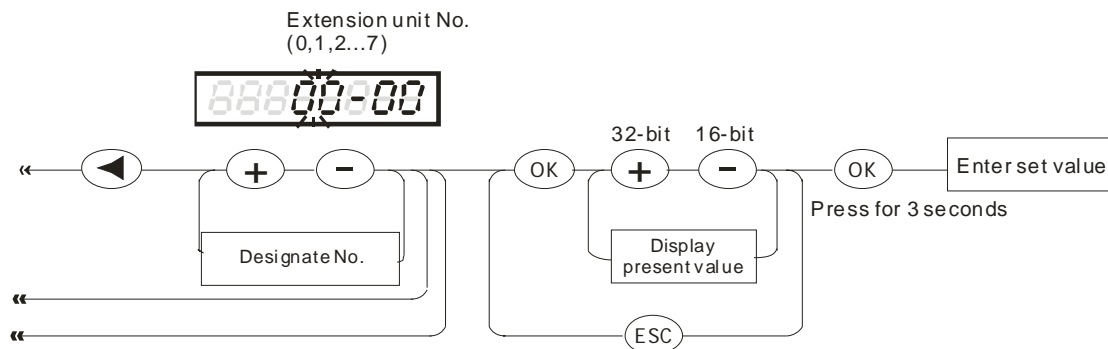 Extension unit No.
(0,1,2...7)
00-00
32-bit 16-bit
« ◄ + − OK + − OK Enter set value
Press for 3 seconds
Designate No.
Display
present value
«
« ESC